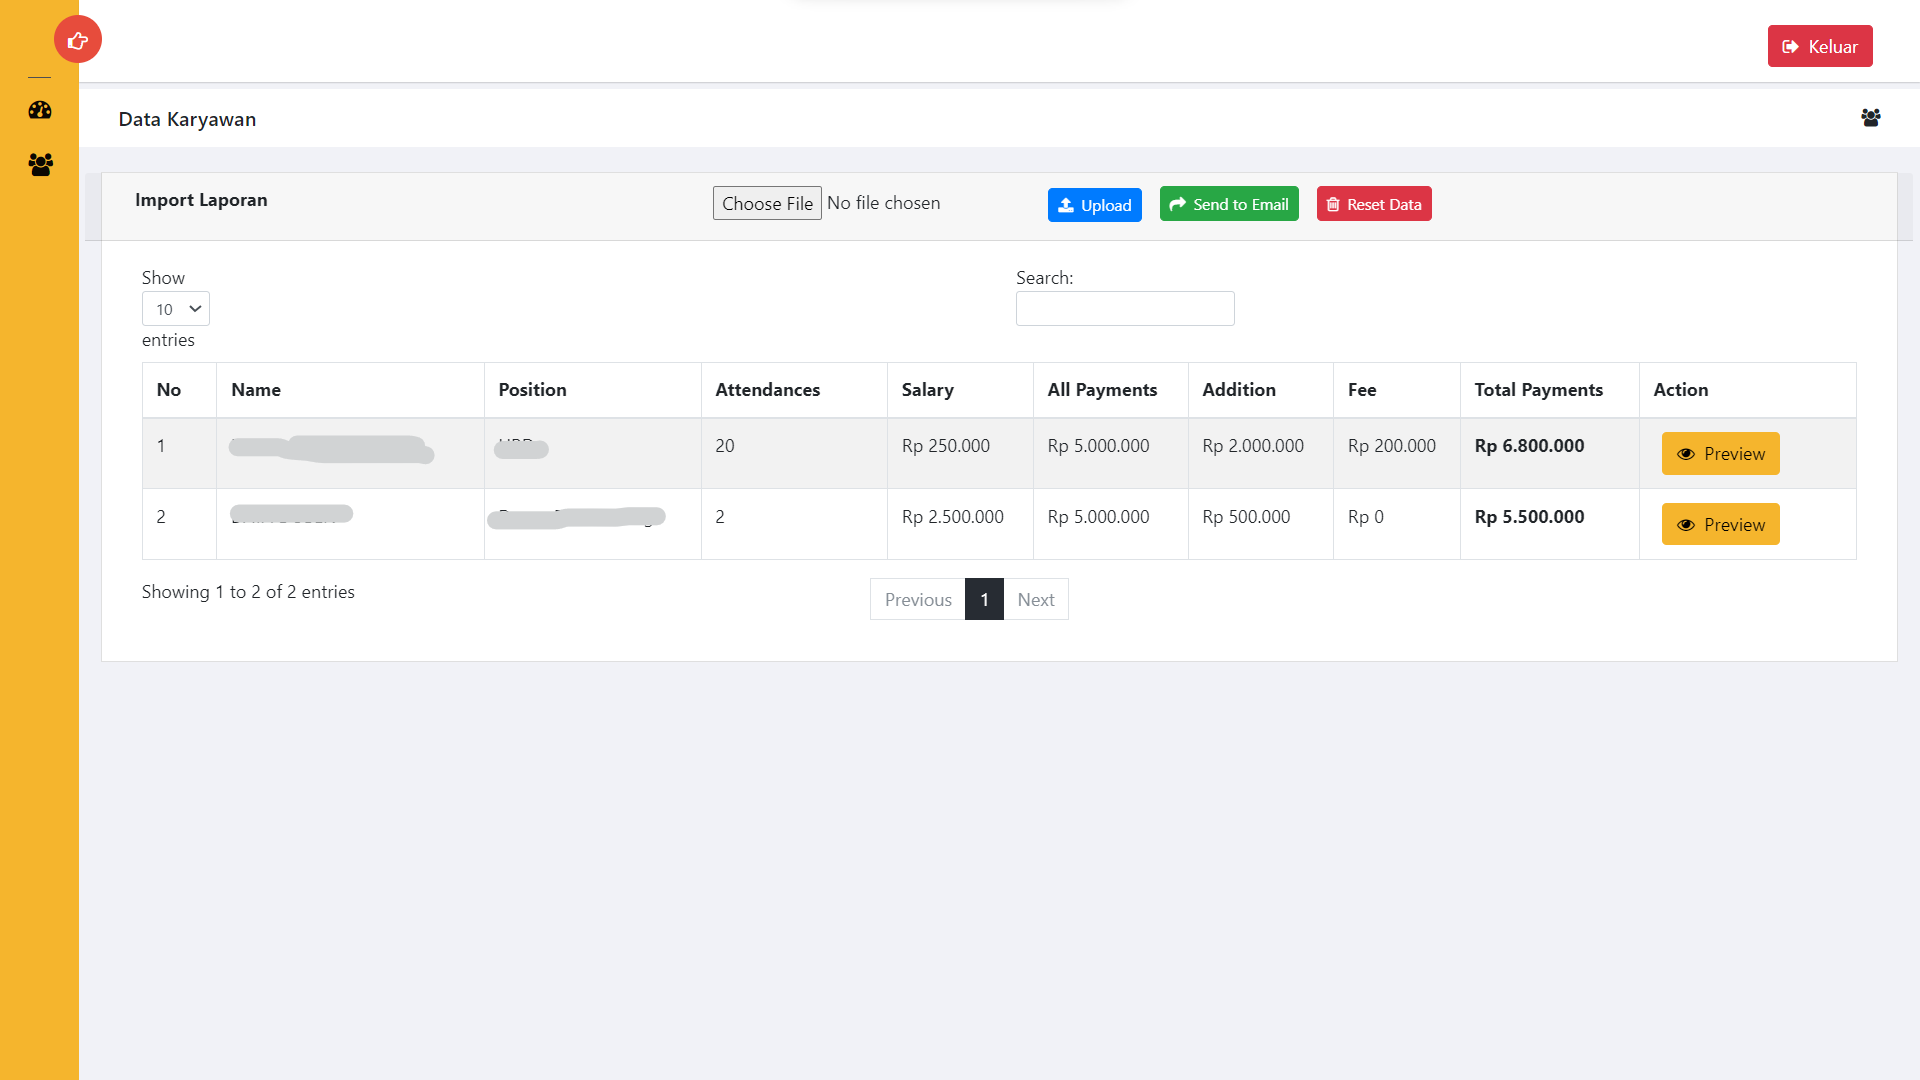 Keluar
Data Karyawan
Import Laporan Choose File No file chosen Upload Send to Email Reset Data
Show Search:
10
entries
No Name Position Attendances Salary All Payments Addition Fee Total Payments Action
1 20 Rp 250.000 Rp 5.000.000 Rp 2.000.000 Rp 200.000 Rp 6.800.000 Preview
2 2 Rp 2.500.000 Rp 5.000.000 Rp 500.000 Rp 0 Rp 5.500.000 Preview
Showing 1 to 2 of 2 entries Previous 1 Next